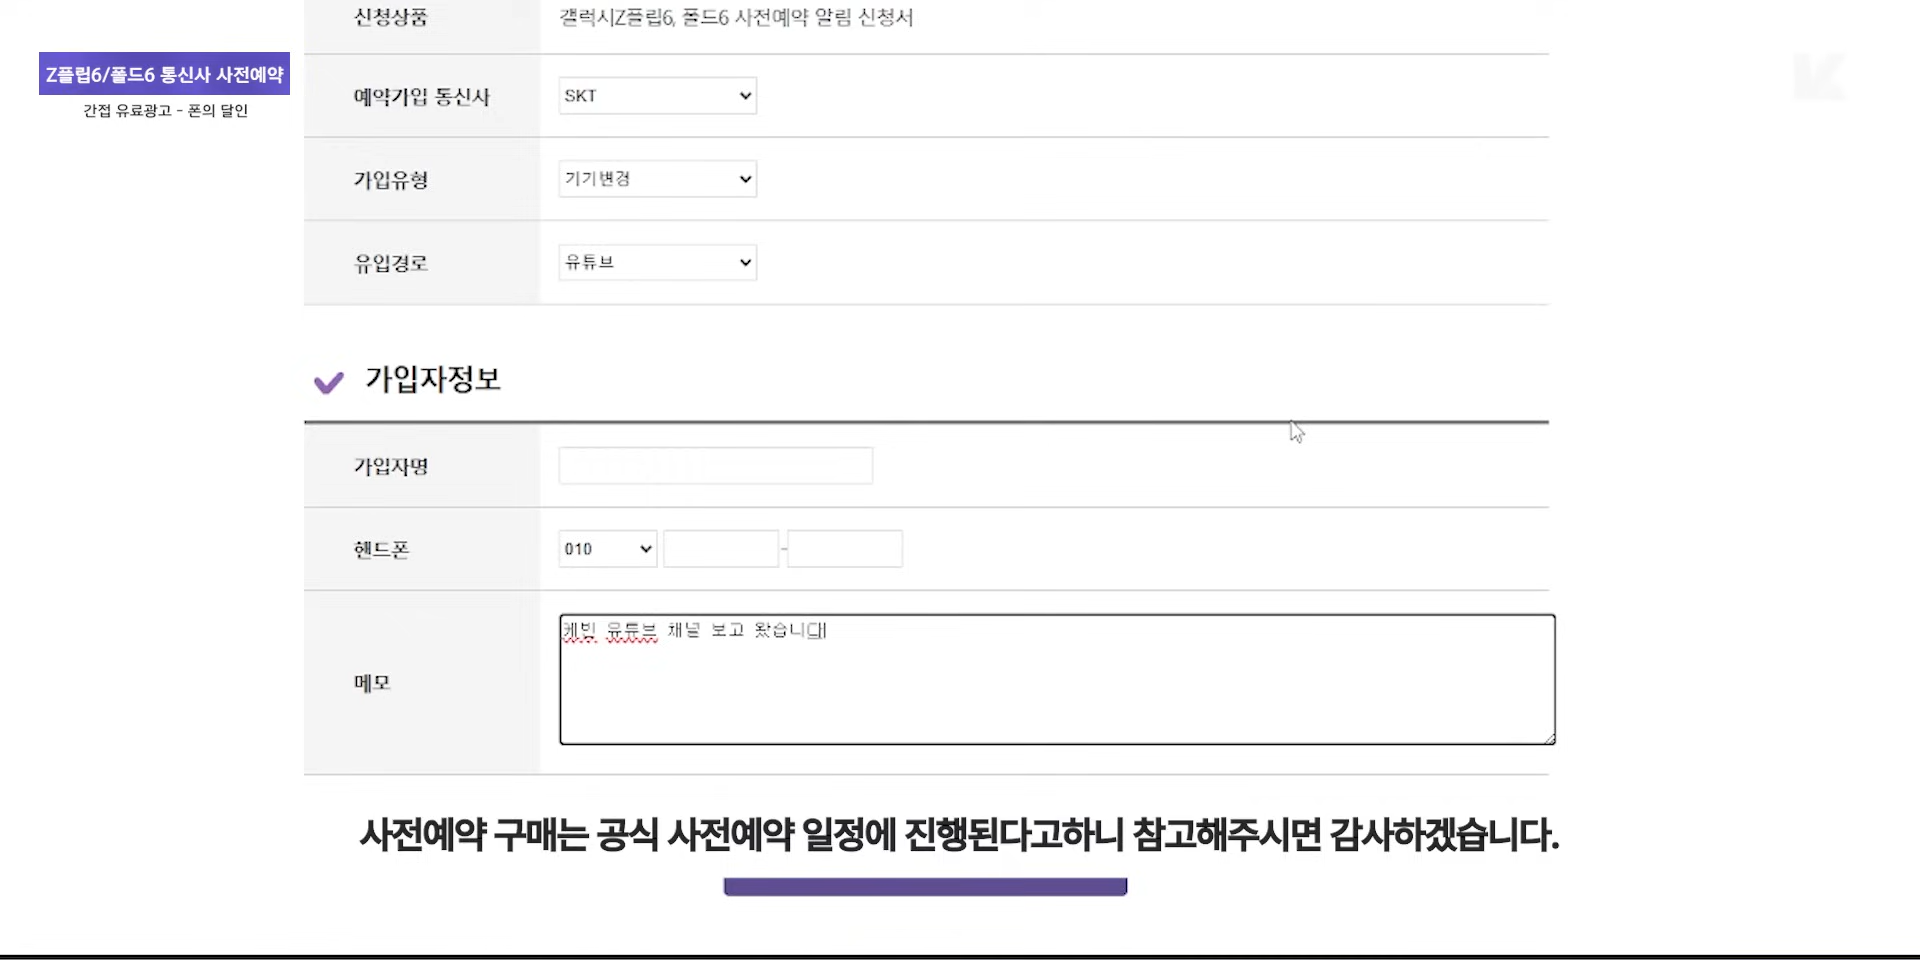 신청상품
갤럭시Z플립6, 폴드6 사전예약 알림 신청서
Z플립6/폴드6 통신사 사전예약
간접 유료광고 - 폰의 달인
예약가입 통신사
SKT
가입유형
기기변경
유입경로
유튜브
가입자정보
가입자명
핸드폰
010
-
메모
케빈 유튜브 채널 보고 왔습니다
사전예약 구매는 공식 사전예약 일정에 진행된다고하니 참고해주시면 감사하겠습니다.